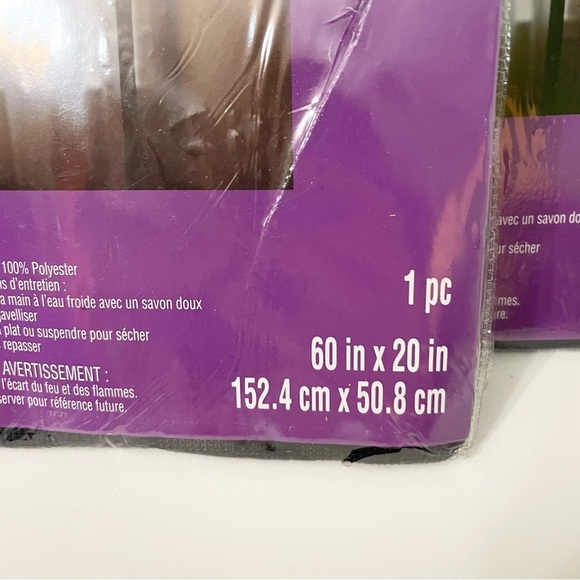 100% Polyester
s d'entretien :
a main à l'eau froide avec un savon doux
avelliser
plat ou suspendre pour sécher
repasser
AVERTISSEMENT :
l'écart du feu et des flammes.
server pour référence future.
1 pc
60 in x 20 in
152.4 cm x 50.8 cm
avec un savon do
ur sécher
mes.
re.